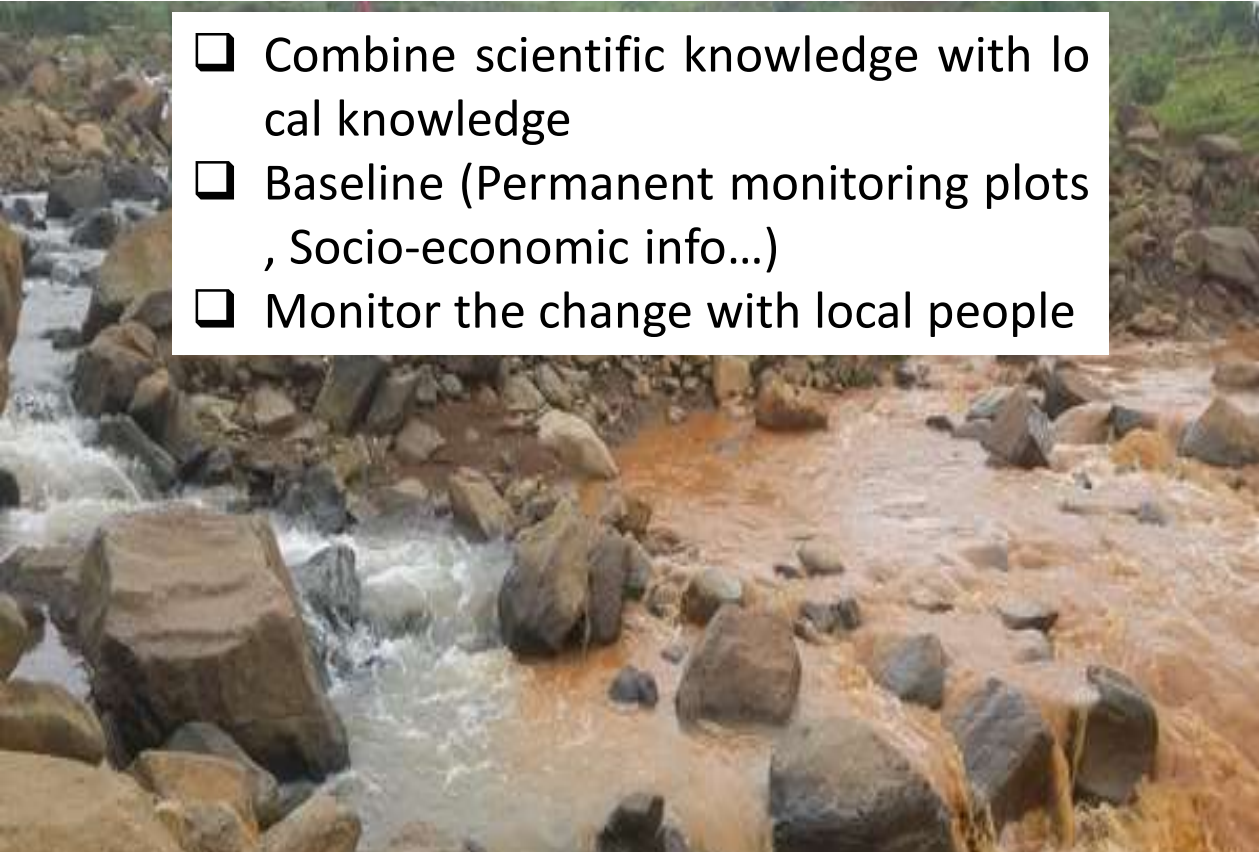 ❑ Combine scientific knowledge with lo
cal knowledge
❑ Baseline (Permanent monitoring plots
, Socio-economic info…)
❑ Monitor the change with local people